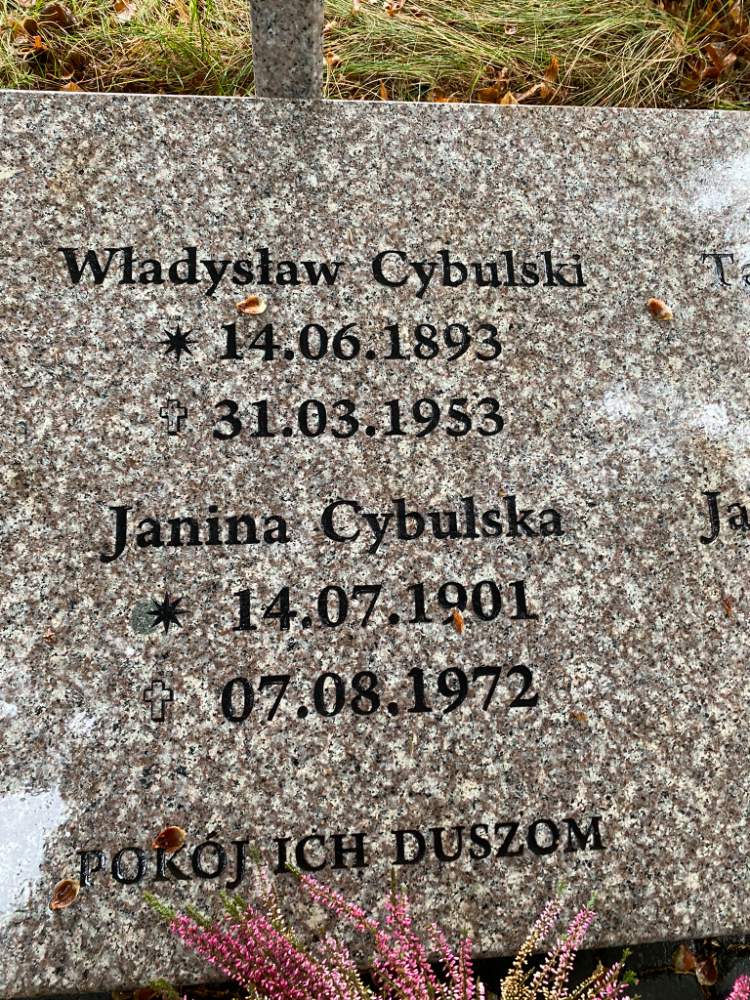 Władysław Cybulski
14.06.1893
31.03.1953
Janina Cybulska
14.07.1901
07.08.1972
POKÓJ ICH DUSZOM